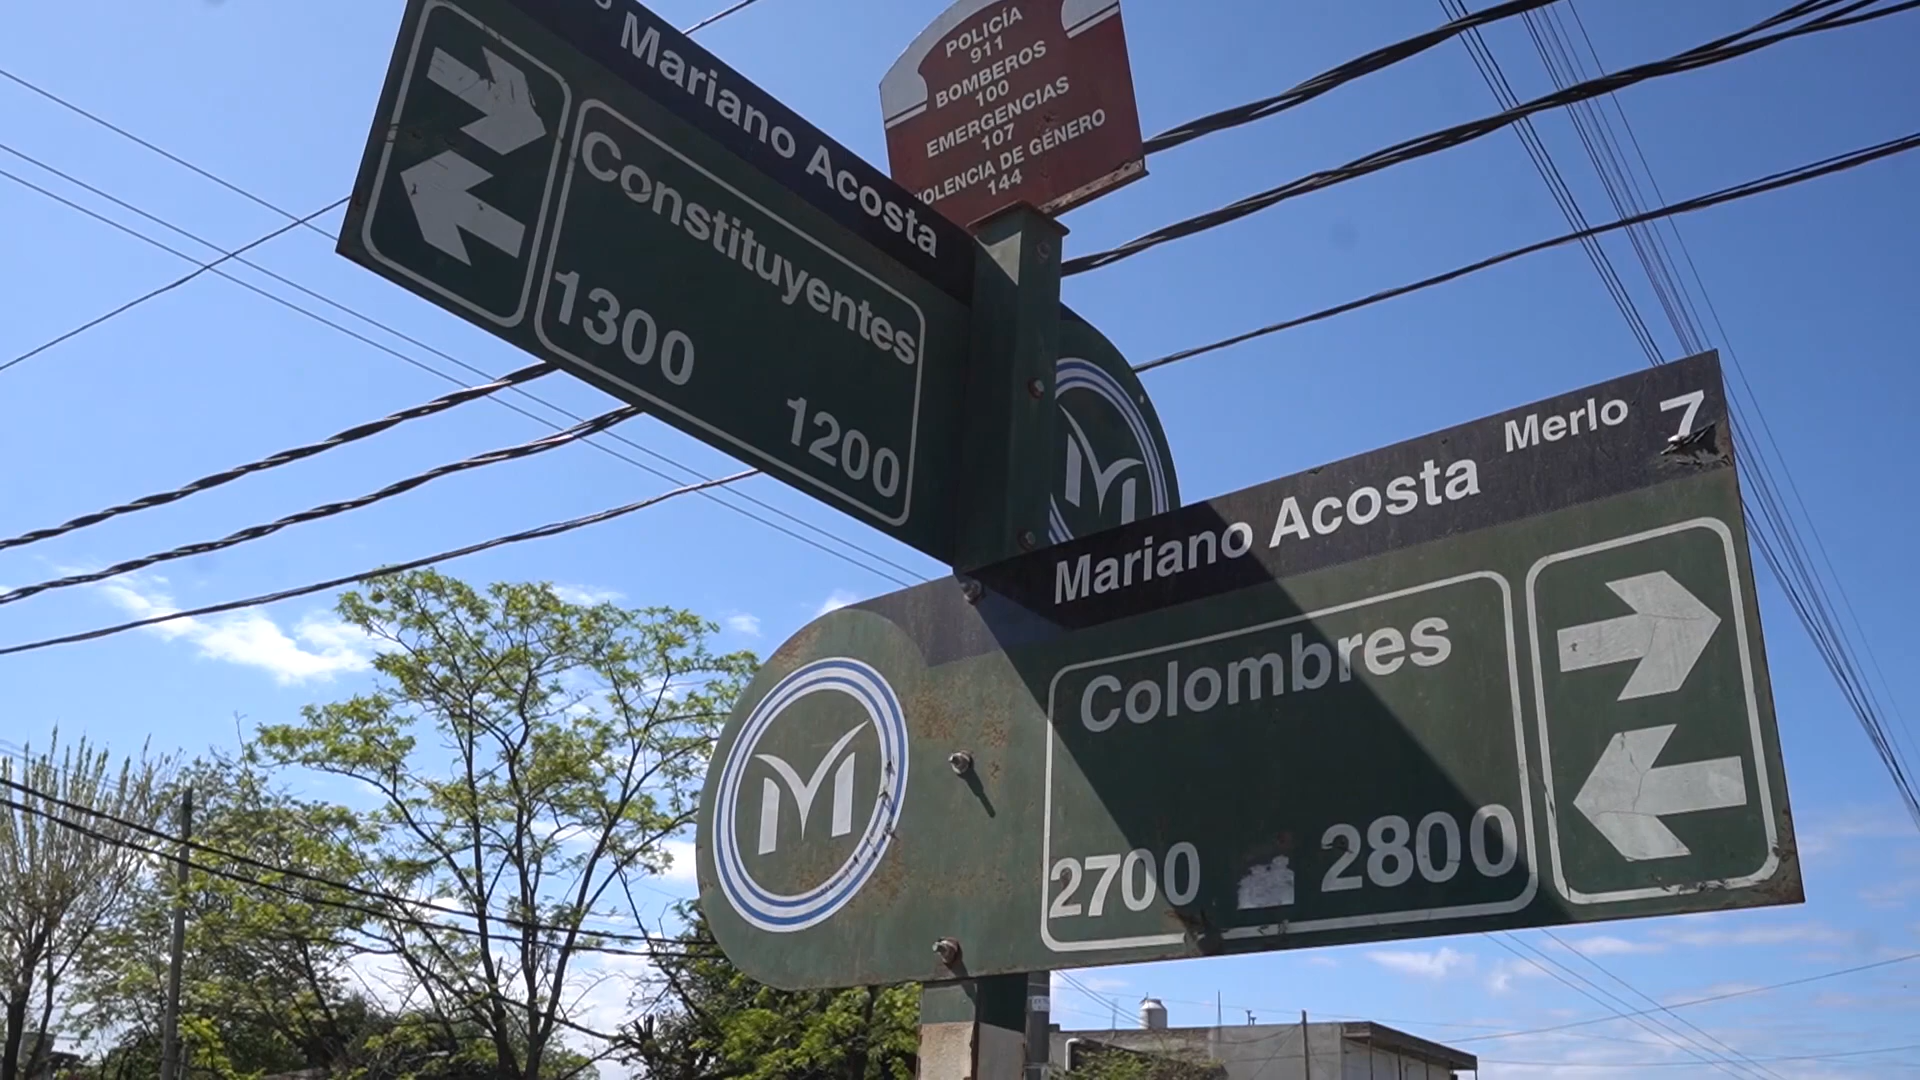 Mariano Acosta
Constituyentes
1300
1200
POLICÍA
911
BOMBEROS
100
EMERGENCIAS
107
DE GÉNERO
144
M
Mariano Acosta Merlo 7
Colombres
2700 2800
M